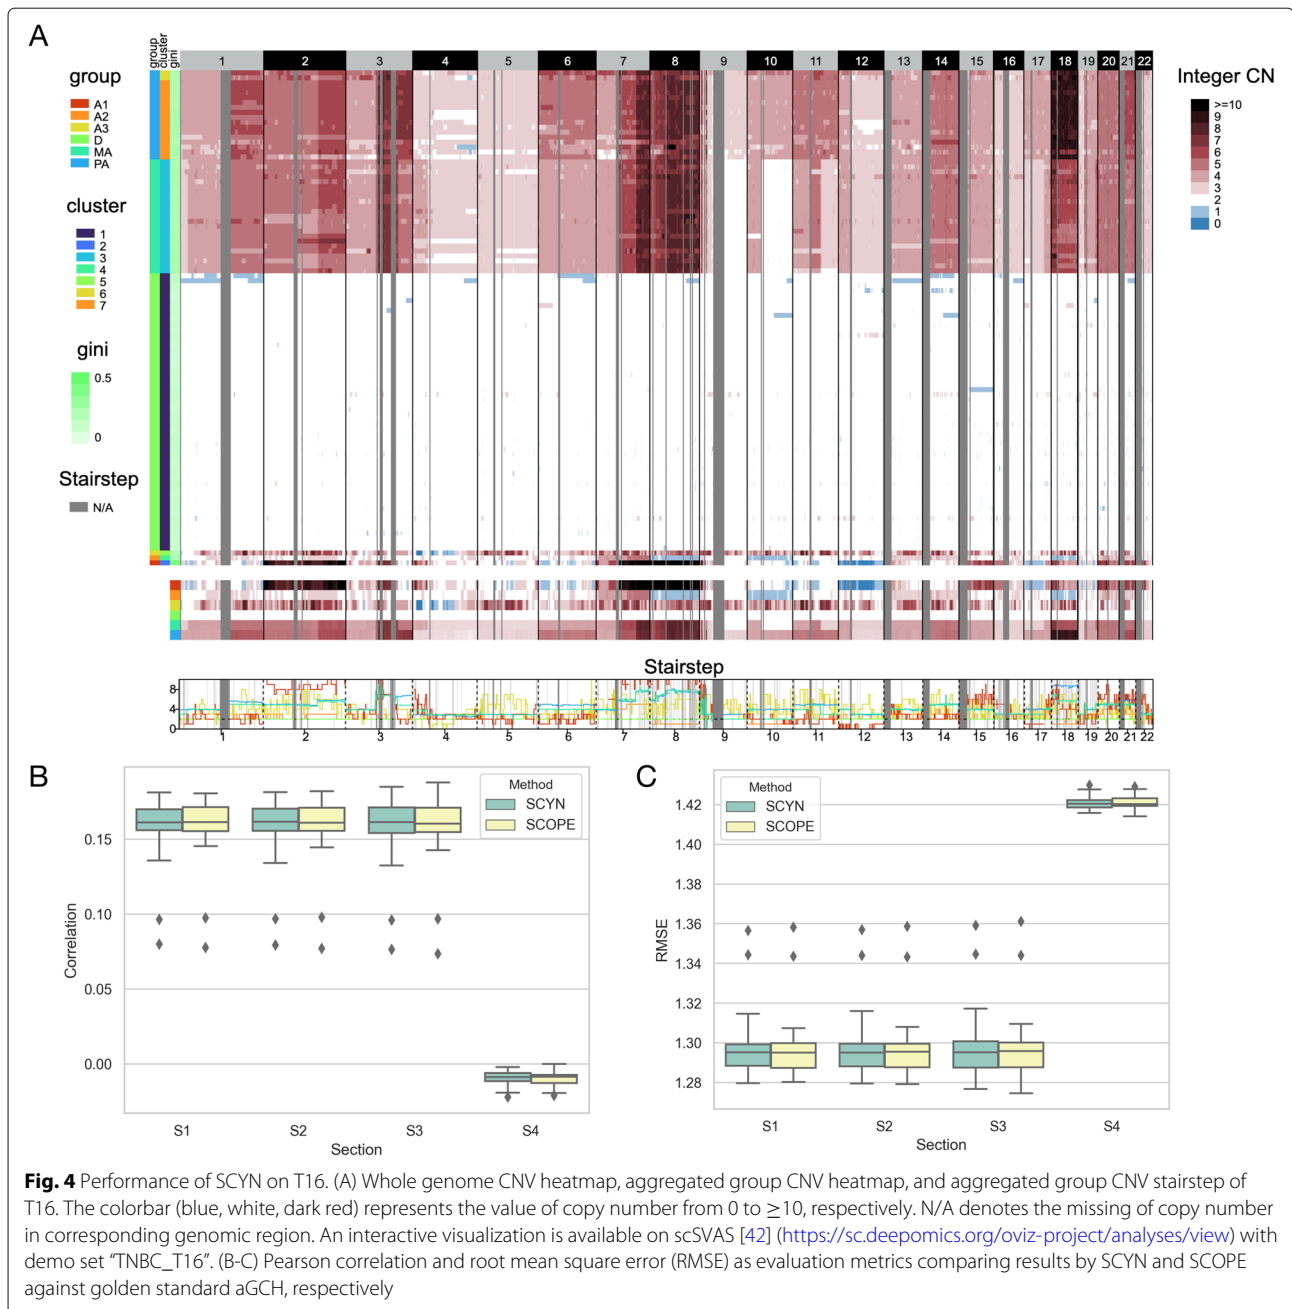 A
group
cluster
gini
1 2 3 4 5 6 7 8 9 10 11 12 13 14 15 16 17 18 19 20 21 22
group
A1
A2
A3
D
MA
PA
cluster
1
2
3
4
5
6
7
gini
0.5
0
Stairstep
N/A
Integer CN
>=10
9
8
7
6
5
4
3
2
1
0
Stairstep
8
4
0
1 2 3 4 5 6 7 8 9 10 11 12 13 14 15 16 17 18 19 20 21 22
B
Method
SCYN
SCOPE
0.15
0.10
0.05
0.00
Correlation
S1 S2 S3 S4
Section
C
Method
SCYN
SCOPE
1.42
1.40
1.38
1.36
1.34
1.32
1.30
1.28
RMSE
S1 S2 S3 S4
Section
Fig. 4 Performance of SCYN on T16. (A) Whole genome CNV heatmap, aggregated group CNV heatmap, and aggregated group CNV stairstep of
T16. The colorbar (blue, white, dark red) represents the value of copy number from 0 to ≥10, respectively. N/A denotes the missing of copy number
in corresponding genomic region. An interactive visualization is available on scSVAS [42] (https://sc.deepomics.org/oviz-project/analyses/view) with
demo set “TNBC_T16”. (B-C) Pearson correlation and root mean square error (RMSE) as evaluation metrics comparing results by SCYN and SCOPE
against golden standard aGCH, respectively